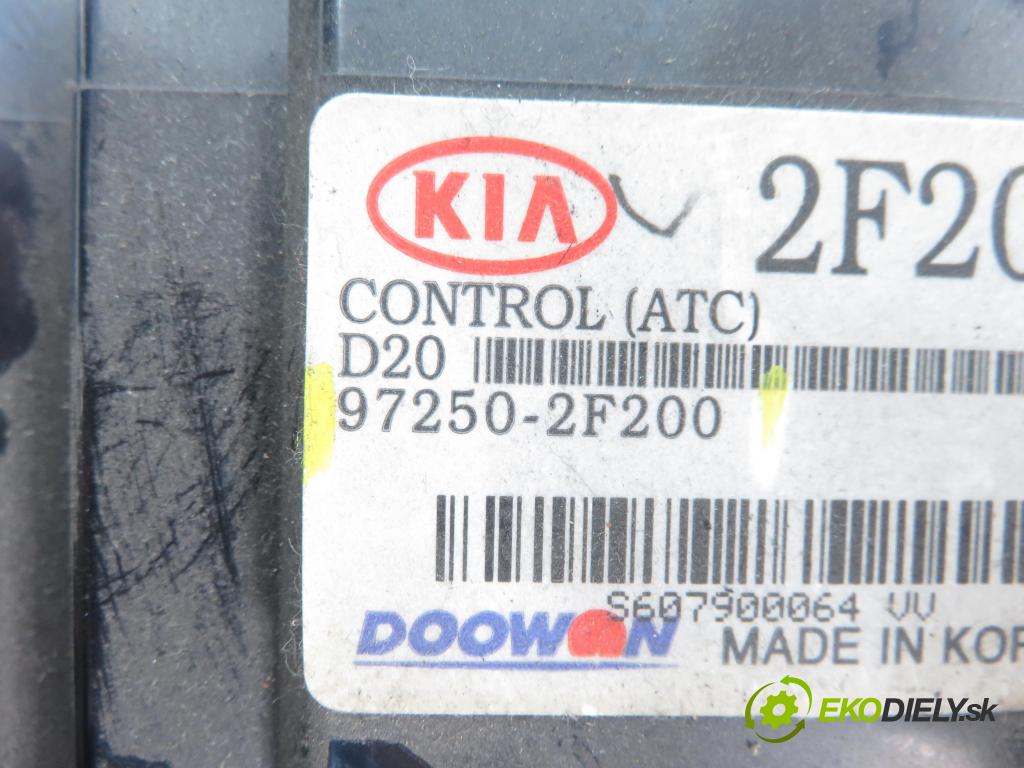 KIA 2F20
CONTROL (ATC)
D20
97250-2F200
S607900064 VV
DOOWON MADE IN KOR
EKODIELY.sk